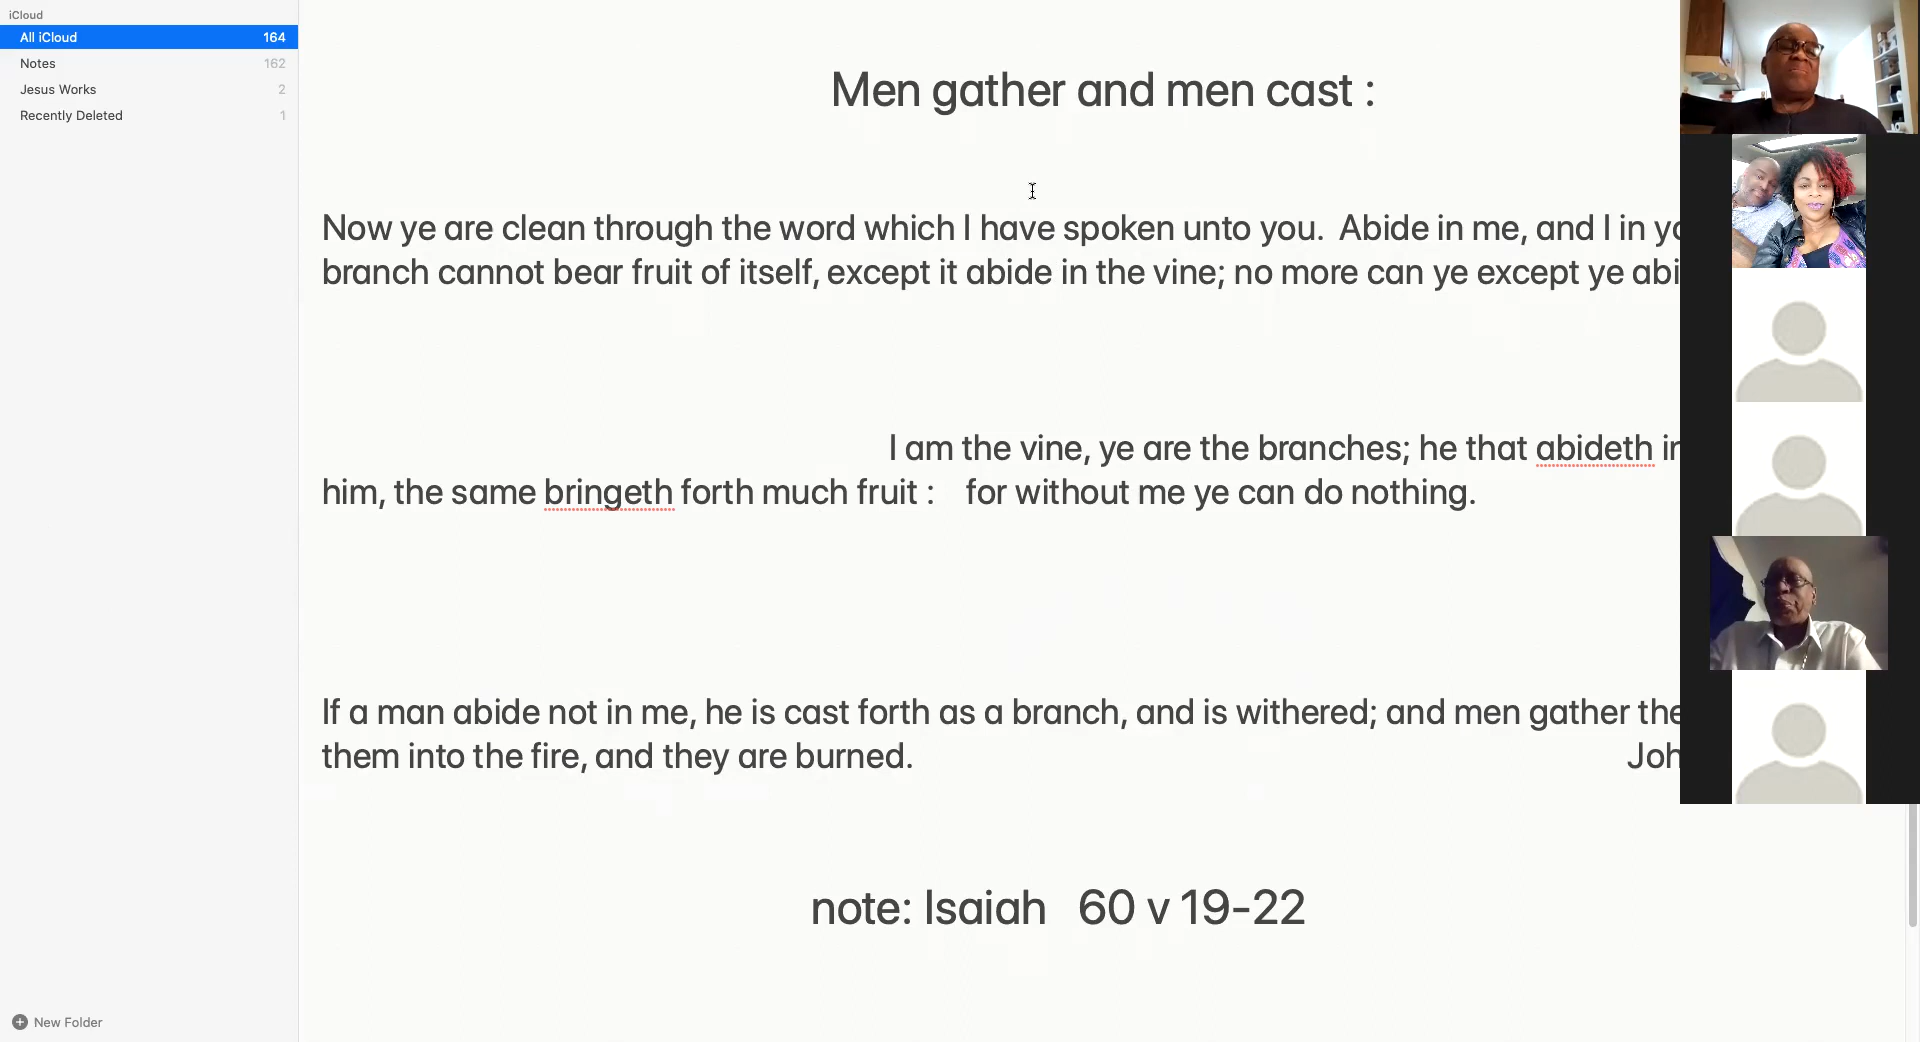 iCloud
All iCloud 164
Notes 162
Jesus Works 2
Recently Deleted 1
New Folder
Men gather and men cast :
Now ye are clean through the word which I have spoken unto you. Abide in me, and I in
branch cannot bear fruit of itself, except it abide in the vine; no more can ye except ye
I am the vine, ye are the branches; he that abideth
him, the same bringeth forth much fruit : for without me ye can do nothing.
If a man abide not in me, he is cast forth as a branch, and is withered; and men gather
them into the fire, and they are burned.
note: Isaiah 60 v 19-22